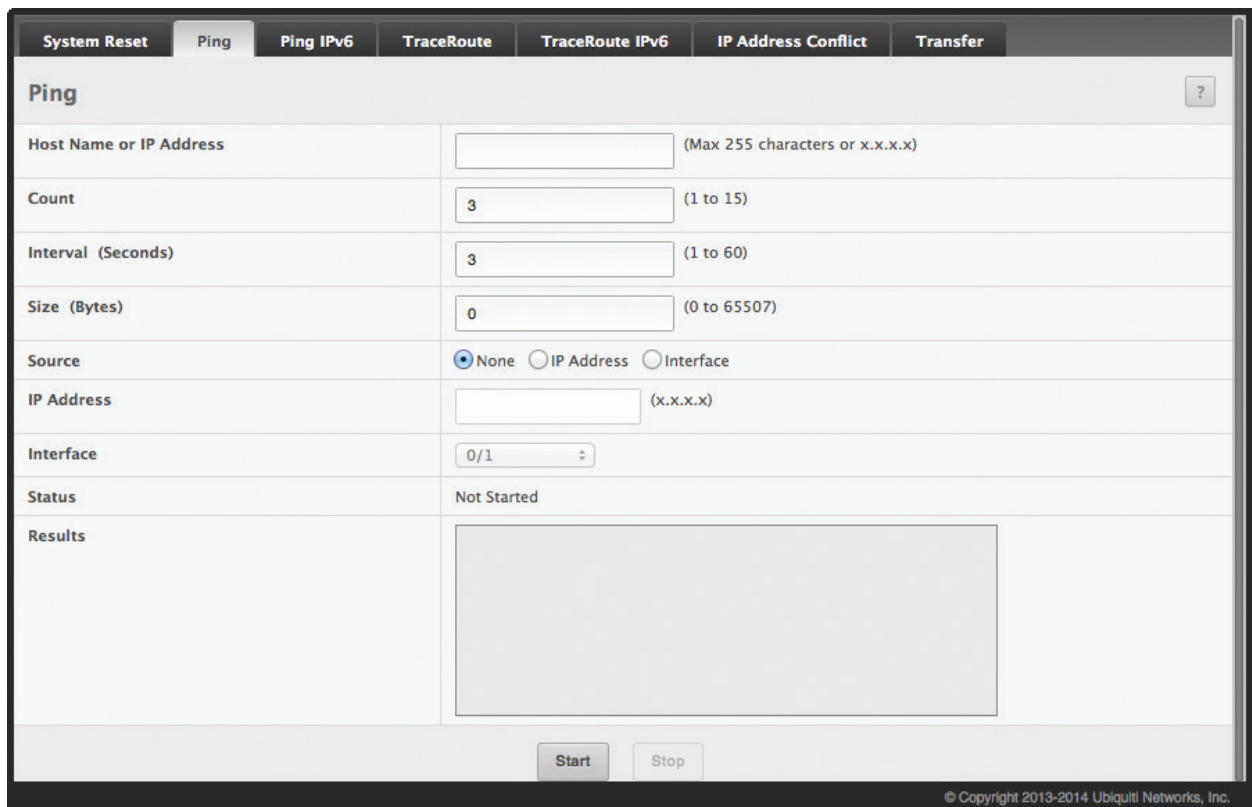 System Reset Ping Ping IPv6 TraceRoute TraceRoute IPv6 IP Address Conflict Transfer
Ping ?
Host Name or IP Address (Max 255 characters or x.x.x.x)
Count 3 (1 to 15)
Interval (Seconds) 3 (1 to 60)
Size (Bytes) 0 (0 to 65507)
Source None IP Address Interface
IP Address (x.x.x.x)
Interface 0/1
Status Not Started
Results
Start Stop
© Copyright 2013-2014 Ubiquiti Networks, Inc.